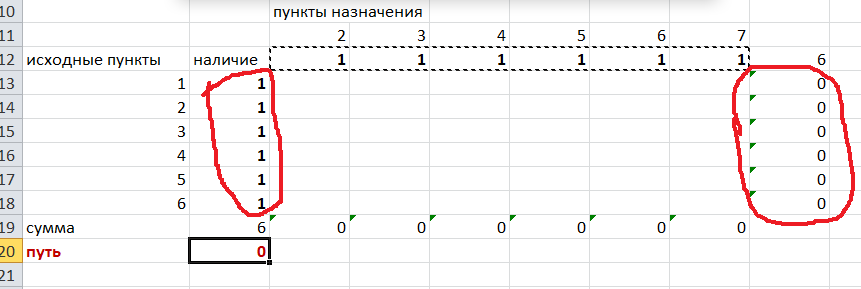 10 пункты назначения
11 2 3 4 5 6 7
12 исходные пункты наличие 1 1 1 1 1 1 6
13 1 1 0
14 2 1 0
15 3 1 0
16 4 1 0
17 5 1 0
18 6 1 0
19 сумма 6 0 0 0 0 0 0
20 путь 0
21